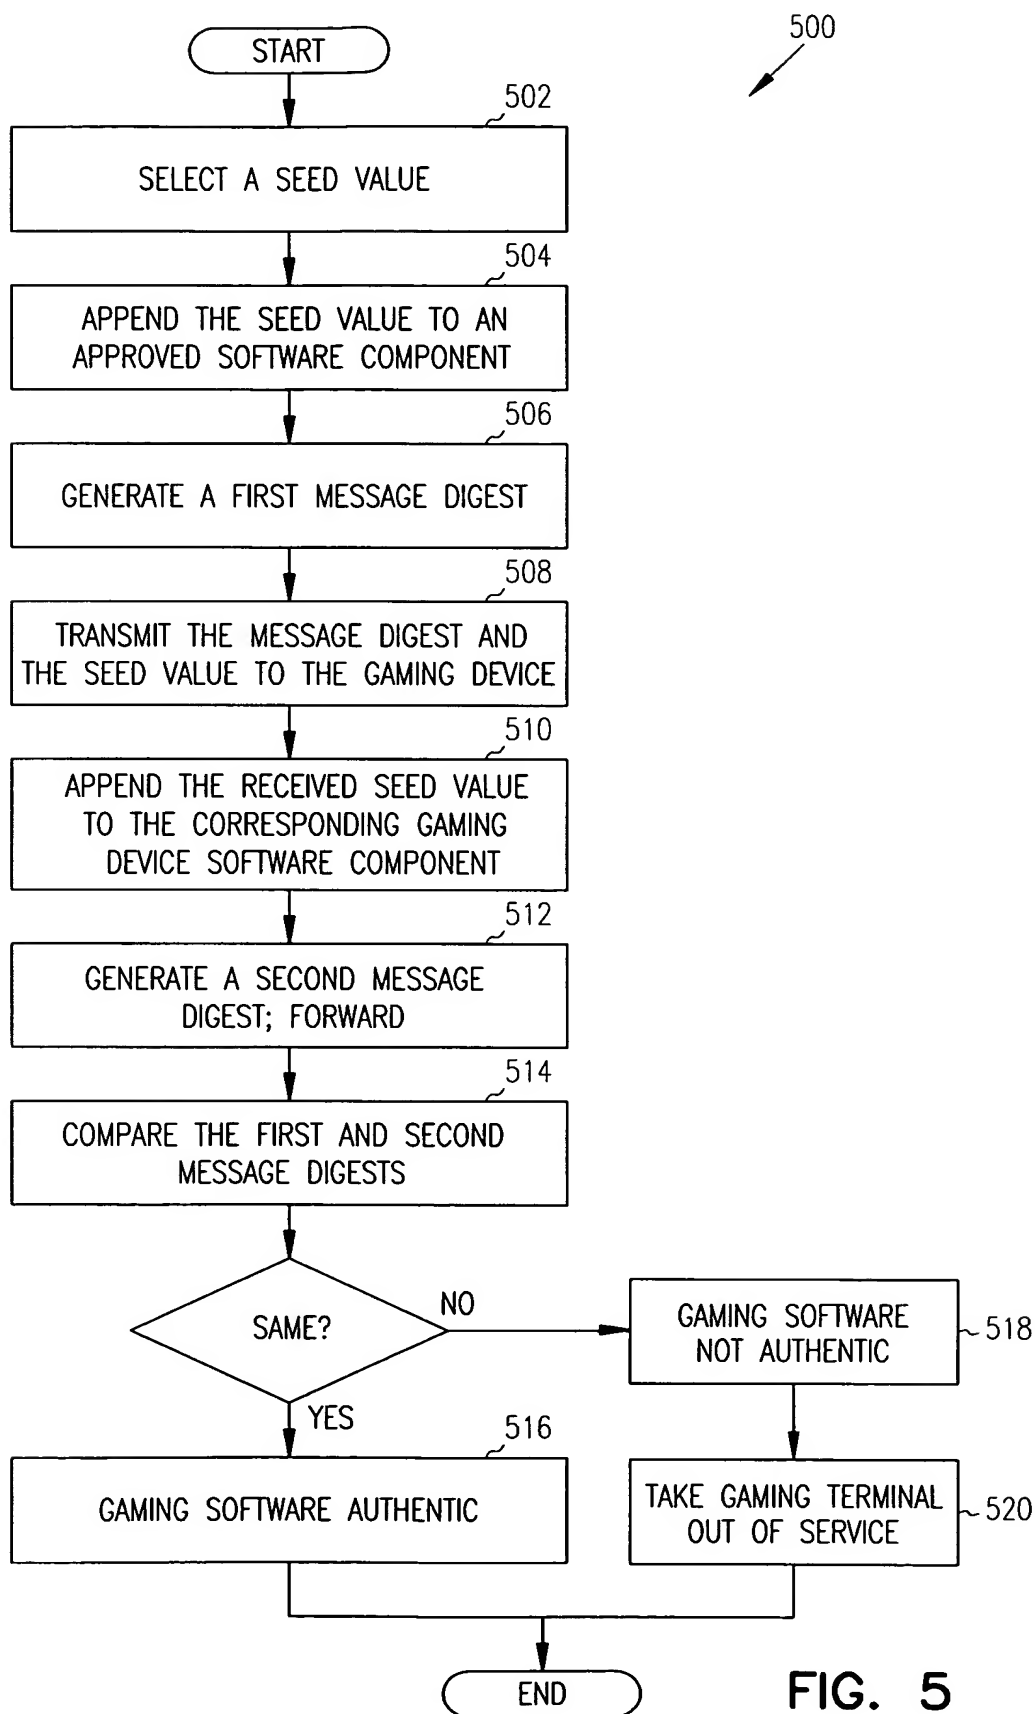 START
500
502
SELECT A SEED VALUE
504
APPEND THE SEED VALUE TO AN
APPROVED SOFTWARE COMPONENT
506
GENERATE A FIRST MESSAGE DIGEST
508
TRANSMIT THE MESSAGE DIGEST AND
THE SEED VALUE TO THE GAMING DEVICE
510
APPEND THE RECEIVED SEED VALUE
TO THE CORRESPONDING GAMING
DEVICE SOFTWARE COMPONENT
512
GENERATE A SECOND MESSAGE
DIGEST; FORWARD
514
COMPARE THE FIRST AND SECOND
MESSAGE DIGESTS
SAME?
NO
GAMING SOFTWARE
NOT AUTHENTIC
518
YES
516
GAMING SOFTWARE AUTHENTIC
TAKE GAMING TERMINAL
OUT OF SERVICE
520
END
FIG. 5